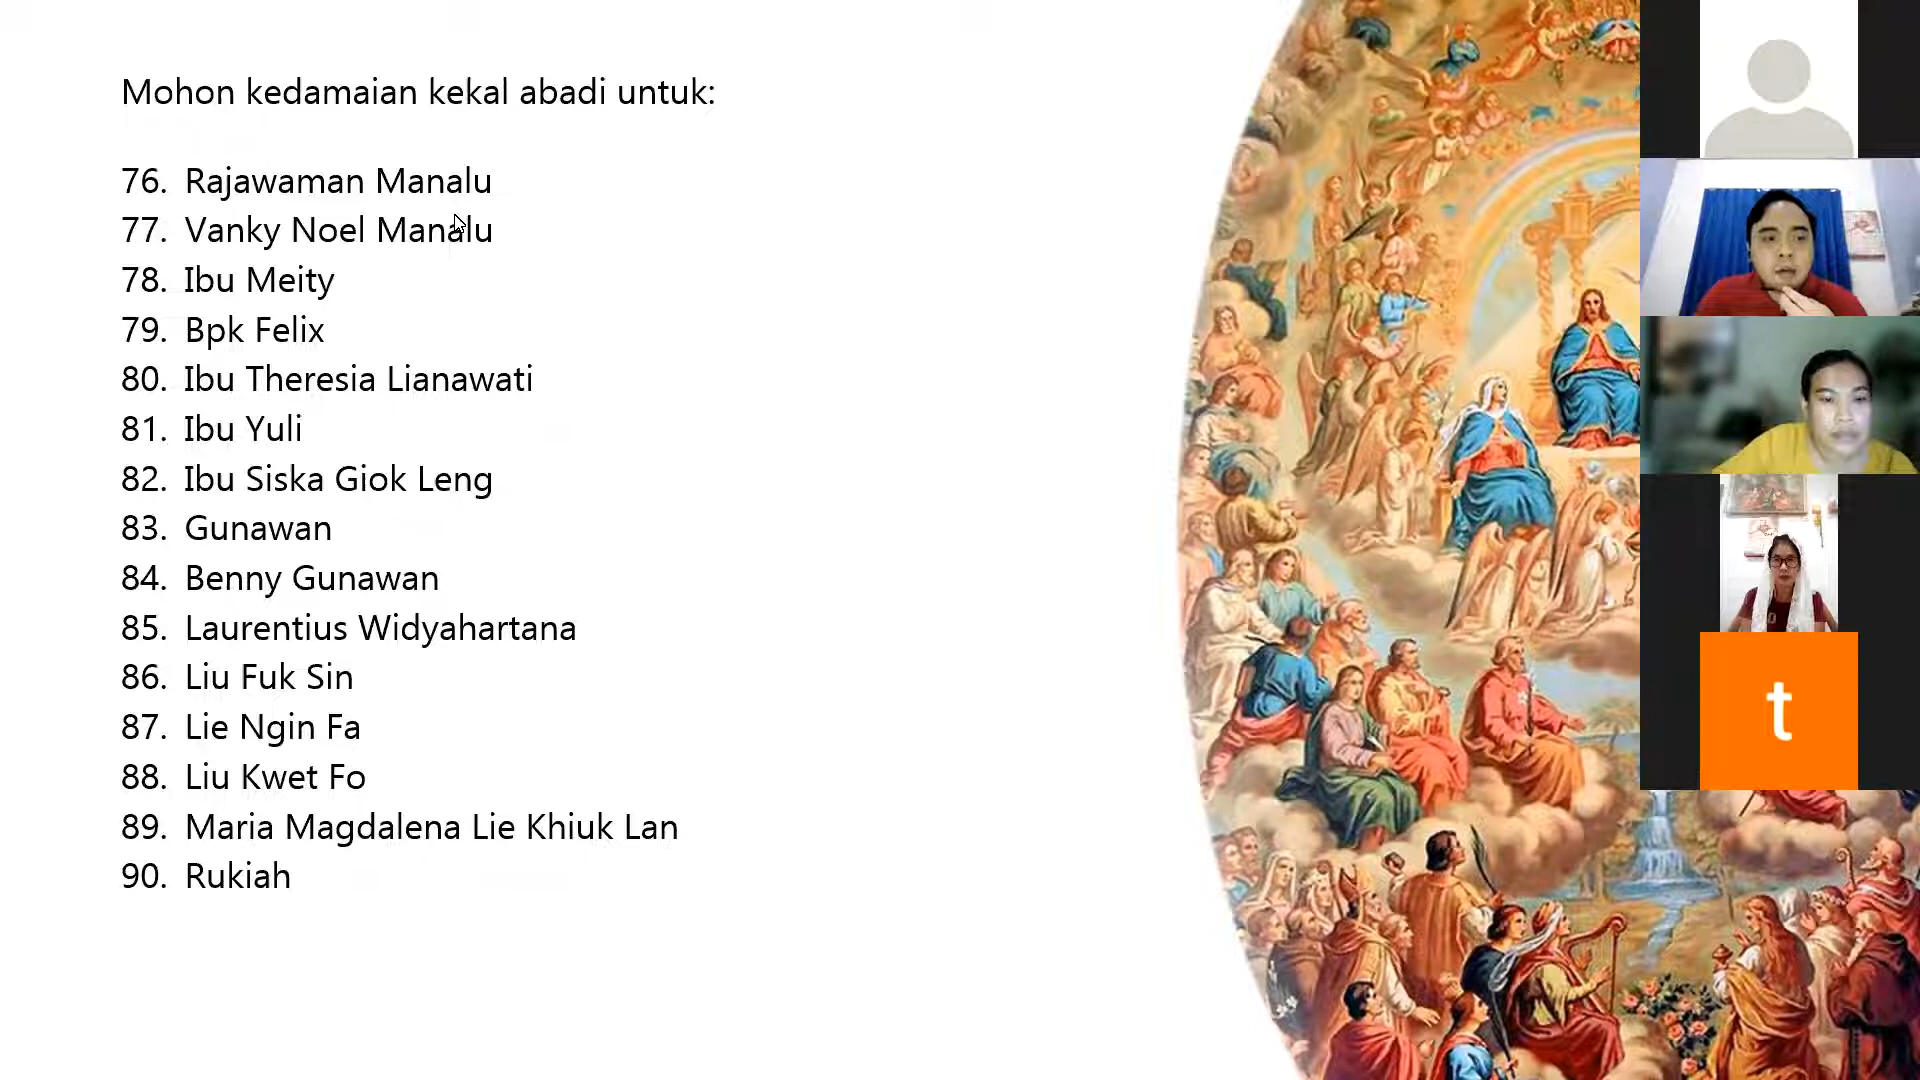 Mohon kedamaian kekal abadi untuk:
76. Rajawaman Manalu
77. Vanky Noel Manalu
78. Ibu Meity
79. Bpk Felix
80. Ibu Theresia Lianawati
81. Ibu Yuli
82. Ibu Siska Giok Leng
83. Gunawan
84. Benny Gunawan
85. Laurentius Widyahartana
86. Liu Fuk Sin
87. Lie Ngin Fa
88. Liu Kwet Fo
89. Maria Magdalena Lie Khiuk Lan
90. Rukiah
t